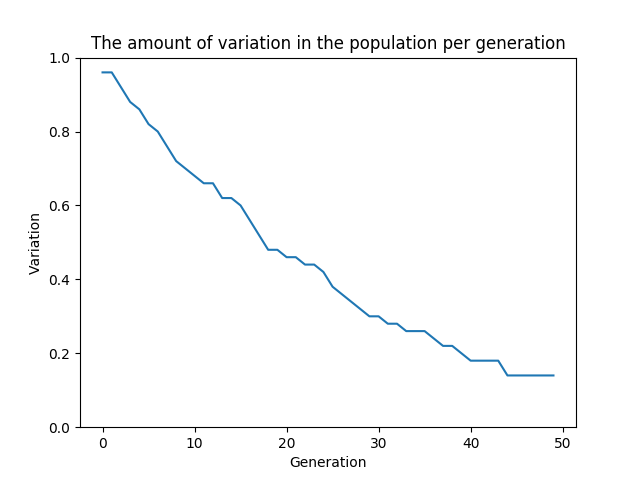 The amount of variation in the population per generation
1.0
0.8
0.6
0.4
0.2
0.0
Variation
0 10 20 30 40 50
Generation